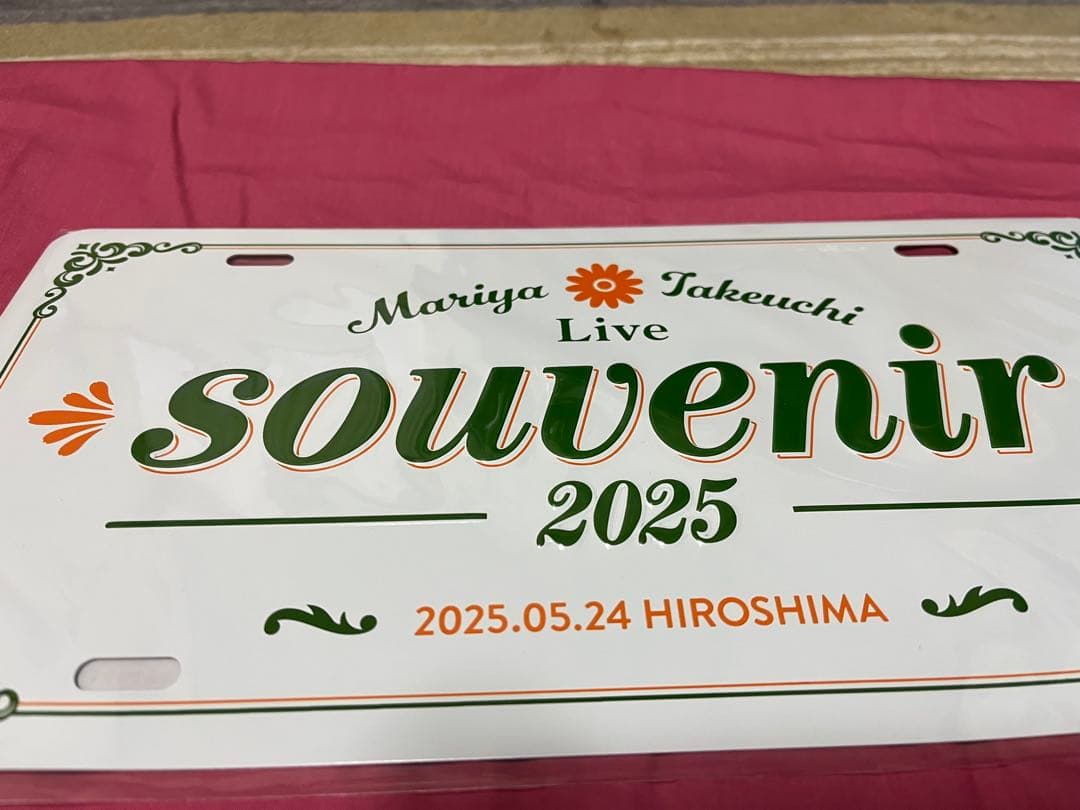 Mariya Takeuchi
Live
souvenir
2025
2025.05.24 HIROSHIMA